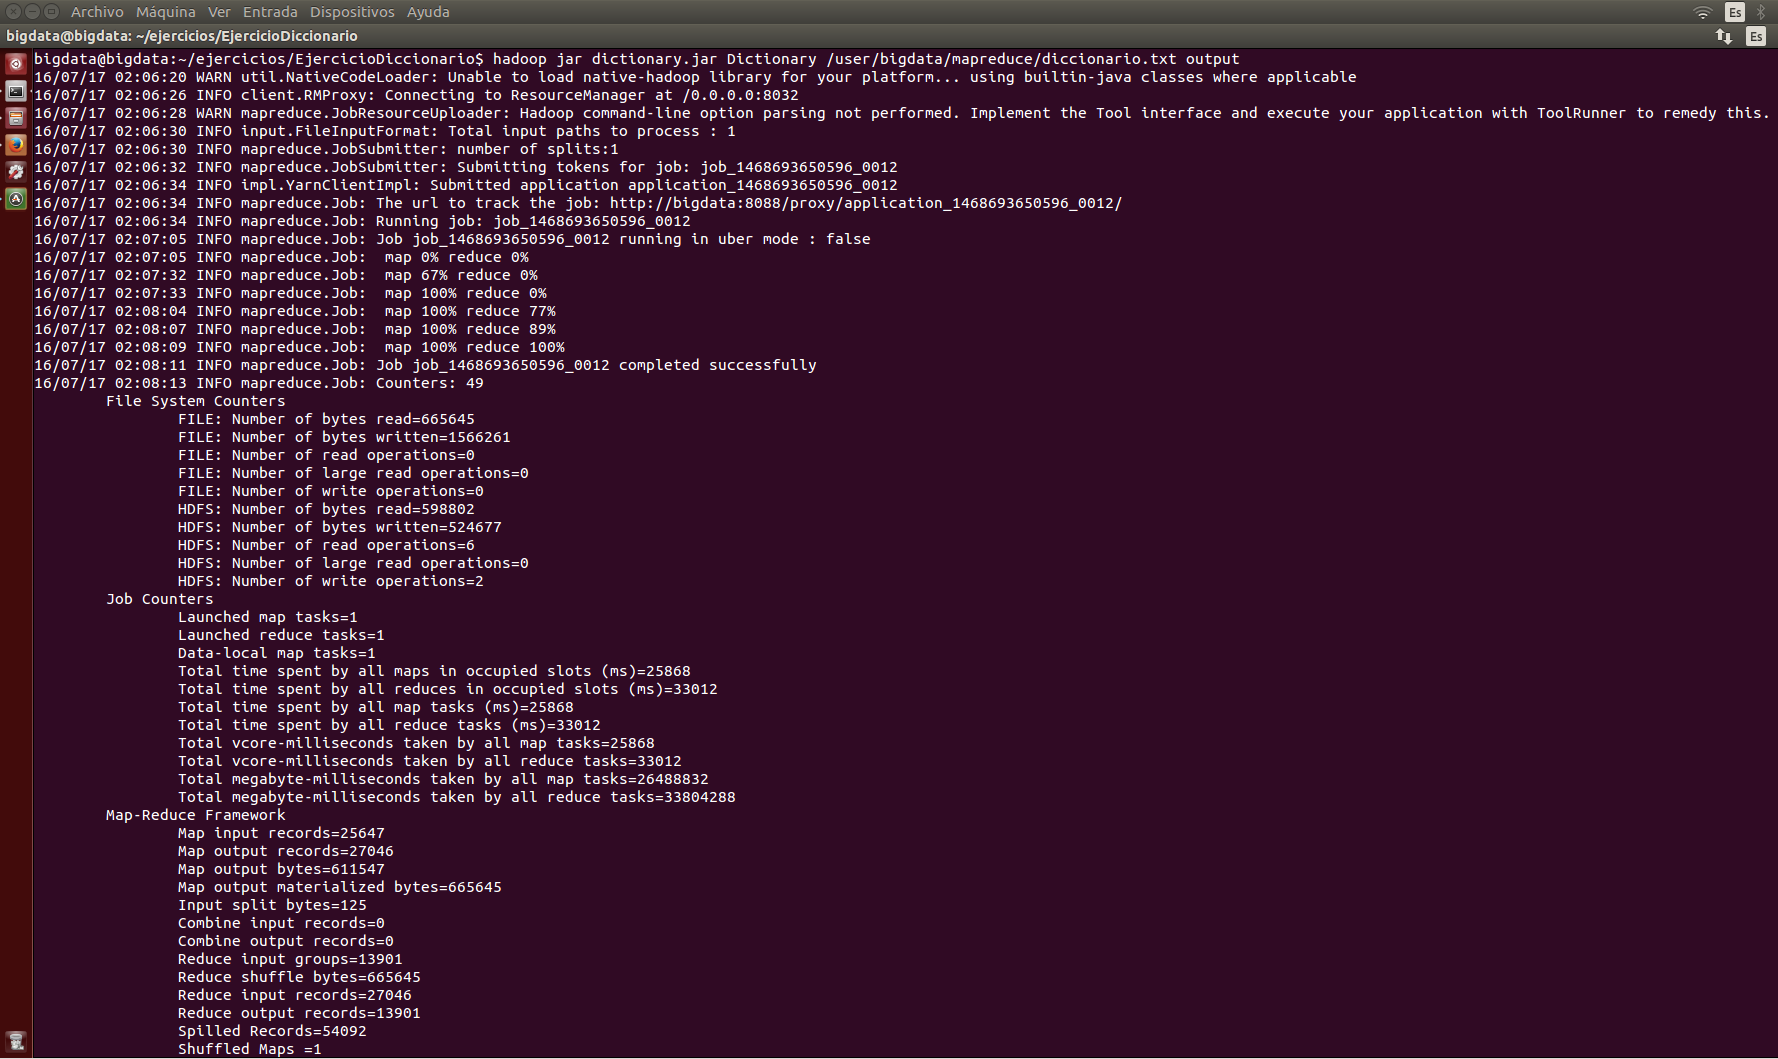 Archivo Máquina Ver Entrada Dispositivos Ayuda
Es
bigdata@bigdata: ~/ejercicios/EjercicioDiccionario
Es
bigdata@bigdata:~/ejercicios/EjercicioDiccionario$ hadoop jar dictionary.jar Dictionary /user/bigdata/mapreduce/diccionario.txt output
16/07/17 02:06:20 WARN util.NativeCodeLoader: Unable to load native-hadoop library for your platform... using builtin-java classes where applicable
16/07/17 02:06:26 INFO client.RMProxy: Connecting to ResourceManager at /0.0.0.0:8032
16/07/17 02:06:28 WARN mapreduce.JobResourceUploader: Hadoop command-line option parsing not performed. Implement the Tool interface and execute your application with ToolRunner to remedy this.
16/07/17 02:06:30 INFO input.FileInputFormat: Total input paths to process : 1
16/07/17 02:06:30 INFO mapreduce.JobSubmitter: number of splits:1
16/07/17 02:06:32 INFO mapreduce.JobSubmitter: Submitting tokens for job: job_1468693650596_0012
16/07/17 02:06:34 INFO impl.YarnClientImpl: Submitted application application_1468693650596_0012
16/07/17 02:06:34 INFO mapreduce.Job: The url to track the job: http://bigdata:8088/proxy/application_1468693650596_0012/
16/07/17 02:06:34 INFO mapreduce.Job: Running job: job_1468693650596_0012
16/07/17 02:07:05 INFO mapreduce.Job: Job job_1468693650596_0012 running in uber mode : false
16/07/17 02:07:05 INFO mapreduce.Job:  map 0% reduce 0%
16/07/17 02:07:32 INFO mapreduce.Job:  map 67% reduce 0%
16/07/17 02:07:33 INFO mapreduce.Job:  map 100% reduce 0%
16/07/17 02:08:04 INFO mapreduce.Job:  map 100% reduce 77%
16/07/17 02:08:07 INFO mapreduce.Job:  map 100% reduce 89%
16/07/17 02:08:09 INFO mapreduce.Job:  map 100% reduce 100%
16/07/17 02:08:11 INFO mapreduce.Job: Job job_1468693650596_0012 completed successfully
16/07/17 02:08:13 INFO mapreduce.Job: Counters: 49
File System Counters
FILE: Number of bytes read=665645
FILE: Number of bytes written=1566261
FILE: Number of read operations=0
FILE: Number of large read operations=0
FILE: Number of write operations=0
HDFS: Number of bytes read=598802
HDFS: Number of bytes written=524677
HDFS: Number of read operations=6
HDFS: Number of large read operations=0
HDFS: Number of write operations=2
Job Counters
Launched map tasks=1
Launched reduce tasks=1
Data-local map tasks=1
Total time spent by all maps in occupied slots (ms)=25868
Total time spent by all reduces in occupied slots (ms)=33012
Total time spent by all map tasks (ms)=25868
Total time spent by all reduce tasks (ms)=33012
Total vcore-milliseconds taken by all map tasks=25868
Total vcore-milliseconds taken by all reduce tasks=33012
Total megabyte-milliseconds taken by all map tasks=26488832
Total megabyte-milliseconds taken by all reduce tasks=33804288
Map-Reduce Framework
Map input records=25647
Map output records=27046
Map output bytes=611547
Map output materialized bytes=665645
Input split bytes=125
Combine input records=0
Combine output records=0
Reduce input groups=13901
Reduce shuffle bytes=665645
Reduce input records=27046
Reduce output records=13901
Spilled Records=54092
Shuffled Maps =1